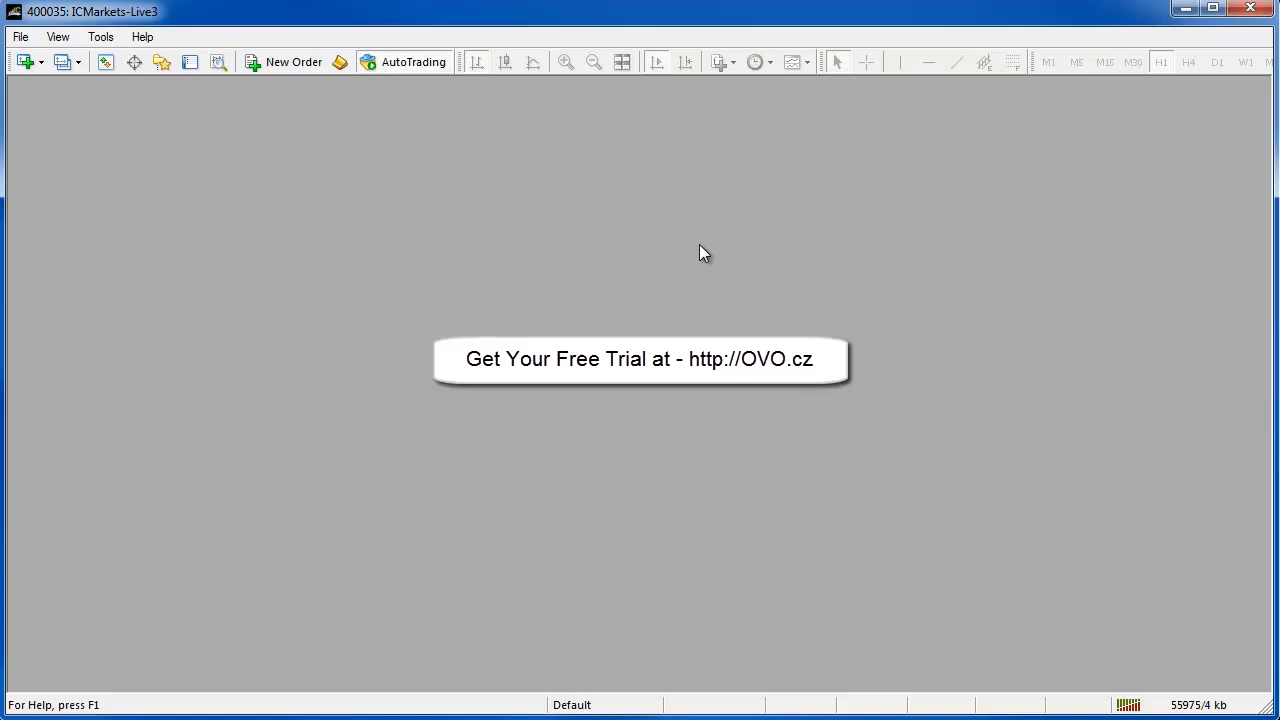 400035: ICMarkets-Live3
File View Tools Help
New Order AutoTrading M1 M5 M15 M30 H1 H4 D1 W1
Get Your Free Trial at - http://OVO.cz
For Help, press F1 Default 55975/4 kb